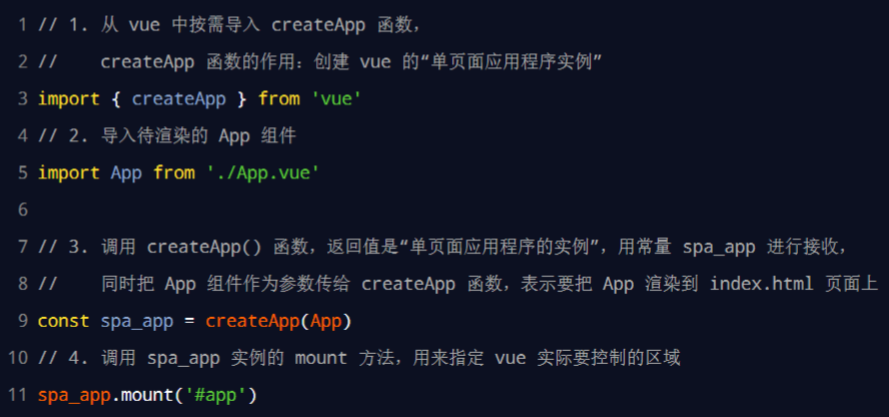 1 // 1. 从 vue 中按需导入 createApp 函数，
2 //    createApp 函数的作用：创建 vue 的“单页面应用程序实例”
3 import { createApp } from 'vue'
4 // 2. 导入待渲染的 App 组件
5 import App from './App.vue'
6
7 // 3. 调用 createApp() 函数，返回值是“单页面应用程序的实例”，用常量 spa_app 进行接收，
8 //    同时把 App 组件作为参数传给 createApp 函数，表示要把 App 渲染到 index.html 页面上
9 const spa_app = createApp(App)
10 // 4. 调用 spa_app 实例的 mount 方法，用来指定 vue 实际要控制的区域
11 spa_app.mount('#app')